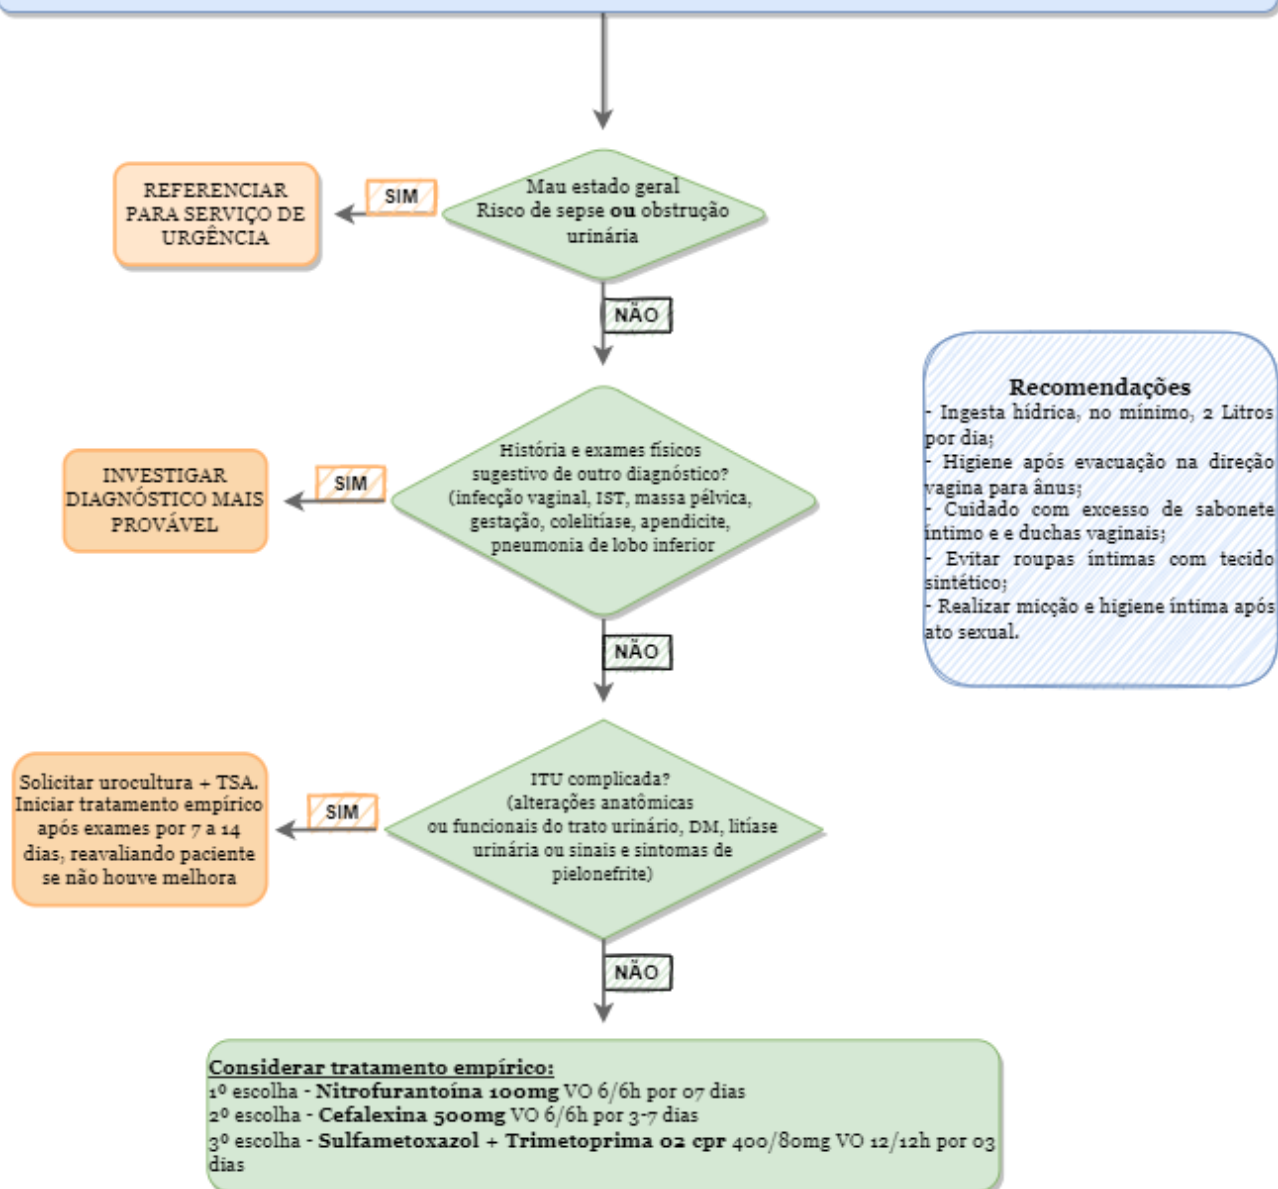 REFERENCIAR
PARA SERVIÇO DE
URGÊNCIA
SIM
Mau estado geral
Risco de sepse ou obstrução
urinária
NÃO
Recomendações
- Ingesta hídrica, no mínimo, 2 Litros
por dia;
- Higiene após evacuação na direção
vagina para ânus;
- Cuidado com excesso de sabonete
íntimo e e duchas vaginais;
- Evitar roupas íntimas com tecido
sintético;
- Realizar micção e higiene íntima após
ato sexual.
INVESTIGAR
DIAGNÓSTICO MAIS
PROVÁVEL
SIM
História e exames físicos
sugestivo de outro diagnóstico?
(infecção vaginal, IST, massa pélvica,
gestação, colelitíase, apendicite,
pneumonia de lobo inferior
NÃO
Solicitar urocultura + TSA.
Iniciar tratamento empírico
após exames por 7 a 14
dias, reavaliando paciente
se não houve melhora
SIM
ITU complicada?
(alterações anatômicas
ou funcionais do trato urinário, DM, litíase
urinária ou sinais e sintomas de
pielonefrite)
NÃO
Considerar tratamento empírico:
1º escolha - Nitrofurantoína 100mg VO 6/6h por 07 dias
2º escolha - Cefalexina 500mg VO 6/6h por 3-7 dias
3º escolha - Sulfametoxazol + Trimetoprima 02 cpr 400/80mg VO 12/12h por 03
dias